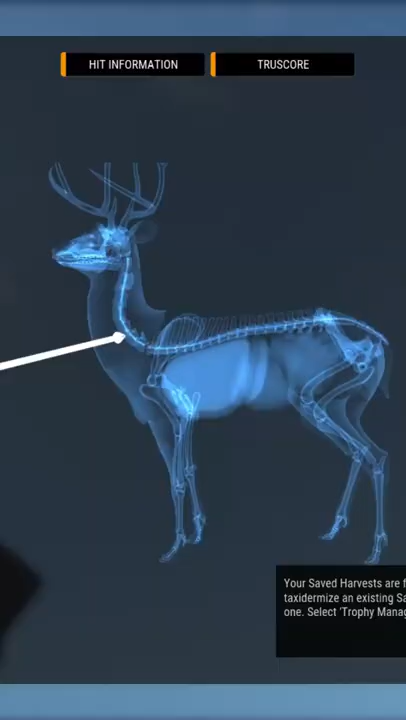 HIT INFORMATION
TRUSCORE
Your Saved Harvests are
taxidermize an existing
one. Select 'Trophy